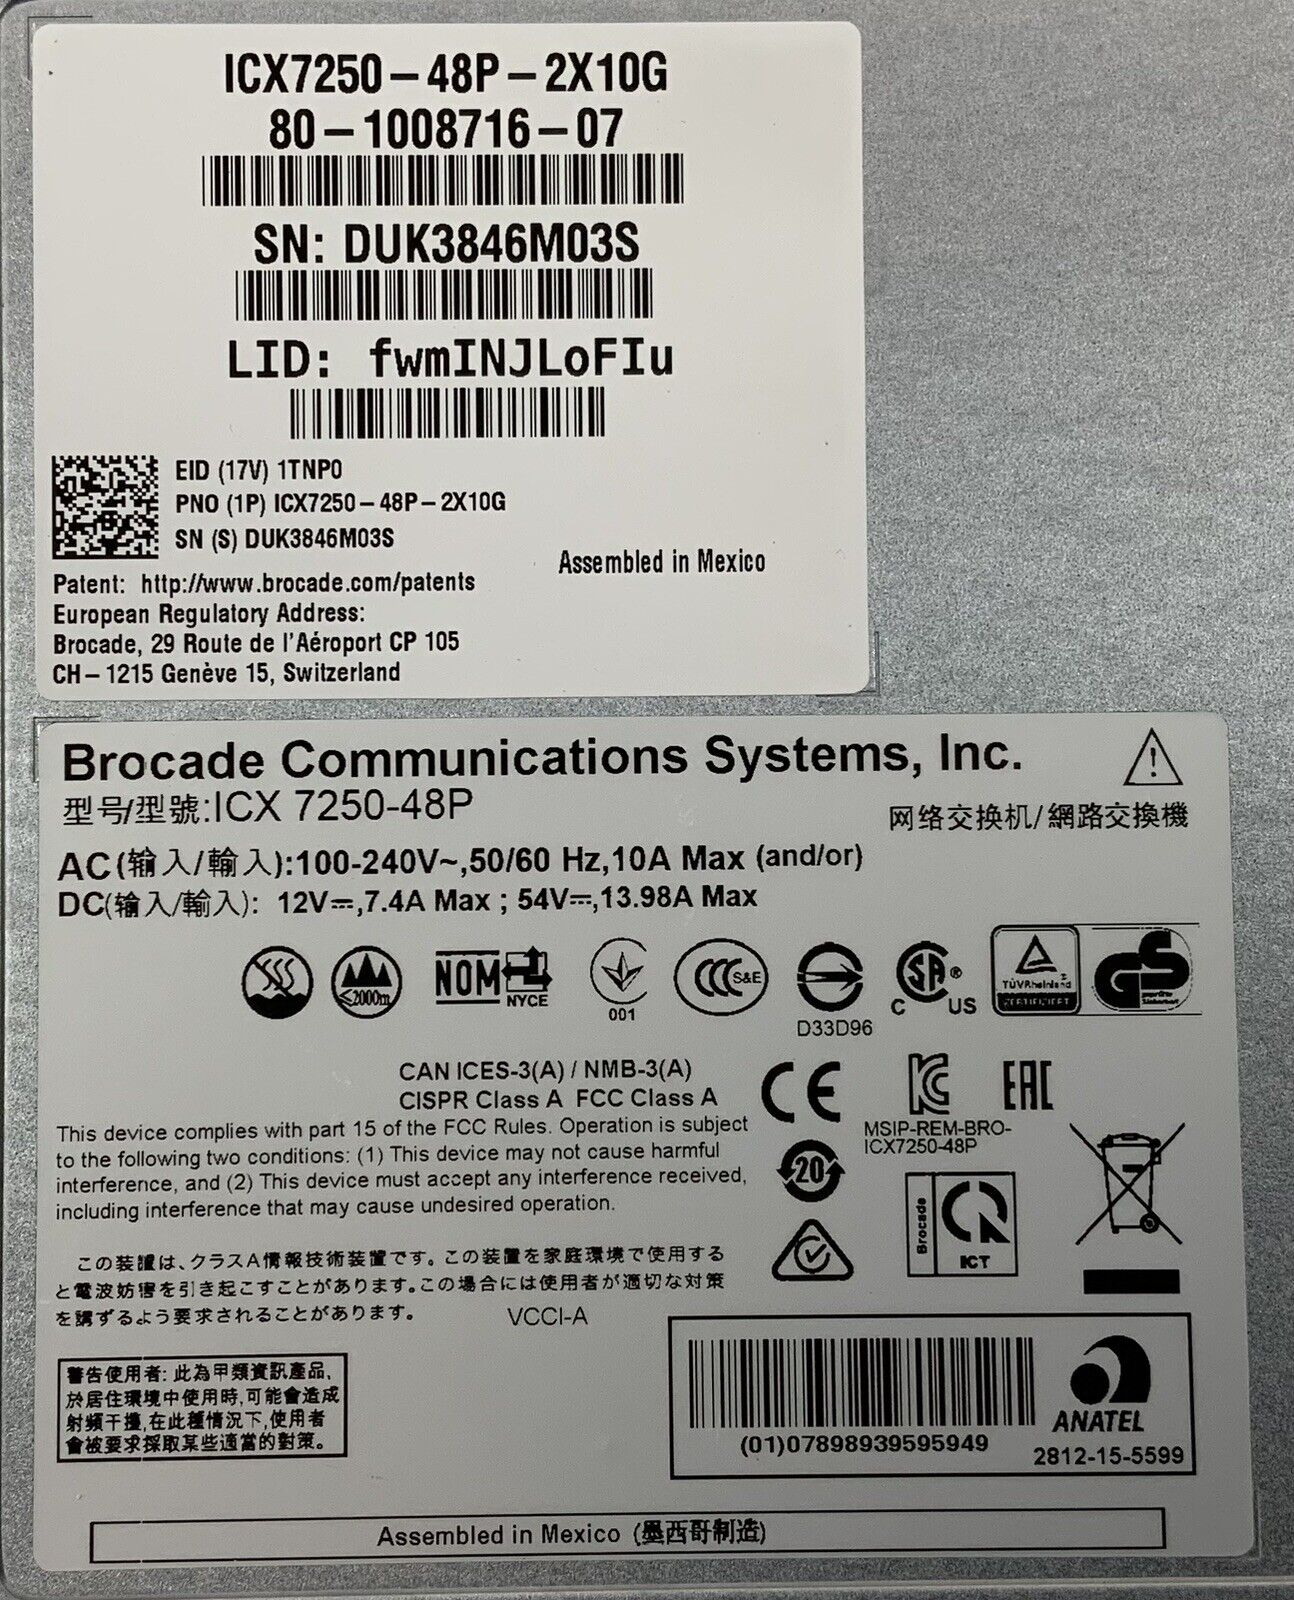 ICX7250-48P-2X10G
80-1008716-07
SN: DUK3846M03S
LID: fwmINJLoFIu
EID (17V) 1TNP0
PNO (1P) ICX7250-48P-2X10G
SN (S) DUK3846M03S
Assembled in Mexico
Patent: http://www.brocade.com/patents
European Regulatory Address:
Brocade, 29 Route de l'Aéroport CP 105
CH-1215 Genève 15, Switzerland
Brocade Communications Systems, Inc.
型号/型號:ICX 7250-48P
网络交换机/網路交換機
AC(输入/輸入):100-240V~,50/60 Hz,10A Max (and/or)
DC(输入/輸入): 12V⎓,7.4A Max ; 54V⎓,13.98A Max
≤2000m
NOM
NYCE
001
CCC S&E
D33D96
C SA ® US
TÜVRheinland
ZERTIFIZIERT
GS
geprüfte
Sicherheit
CAN ICES-3(A) / NMB-3(A)
CISPR Class A FCC Class A
CE
KC
EAC
MSIP-REM-BRO-
ICX7250-48P
This device complies with part 15 of the FCC Rules. Operation is subject
to the following two conditions: (1) This device may not cause harmful
interference, and (2) This device must accept any interference received,
including interference that may cause undesired operation.
20
Brocade
ICT
この装置は、クラスA情報技術装置です。この装置を家庭環境で使用する
と電波妨害を引き起こすことがあります。この場合には使用者が適切な対策
を講ずるよう要求されることがあります。
VCCI-A
警告使用者: 此為甲類資訊產品,
於居住環境中使用時,可能會造成
射頻干擾,在此種情況下,使用者
會被要求採取某些適當的對策。
(01)07898939595949
ANATEL
2812-15-5599
Assembled in Mexico (墨西哥制造)